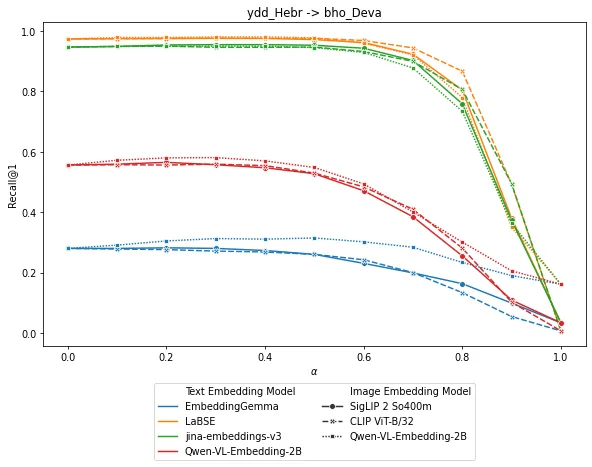 ydd_Hebr -> bho_Deva
Recall@1
1.0
0.8
0.6
0.4
0.2
0.0
0.0 0.2 0.4 0.6 0.8 1.0
α
Text Embedding Model
EmbeddingGemma
LaBSE
jina-embeddings-v3
Qwen-VL-Embedding-2B
Image Embedding Model
SigLIP 2 So400m
CLIP ViT-B/32
Qwen-VL-Embedding-2B